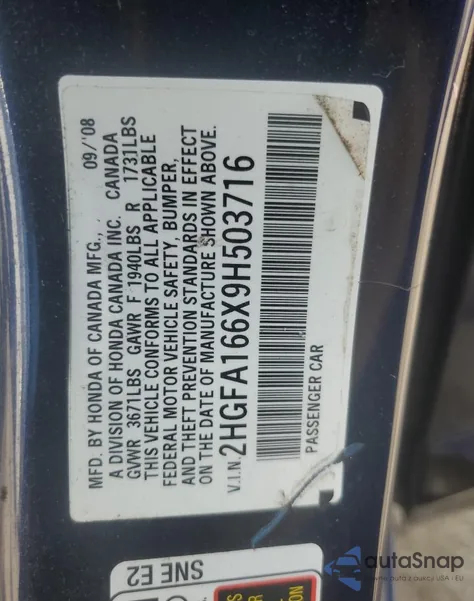 MFD. BY HONDA OF CANADA MFG., 09/'08
A DIVISION OF HONDA CANADA INC. CANADA
GVWR 3671LBS GAWR F 1940LBS R 1731LBS
THIS VEHICLE CONFORMS TO ALL APPLICABLE
FEDERAL MOTOR VEHICLE SAFETY, BUMPER,
AND THEFT PREVENTION STANDARDS IN EFFECT
ON THE DATE OF MANUFACTURE SHOWN ABOVE.
V.I.N. 2HGFA166X9H503716
PASSENGER CAR
SNE E2
autaSnap